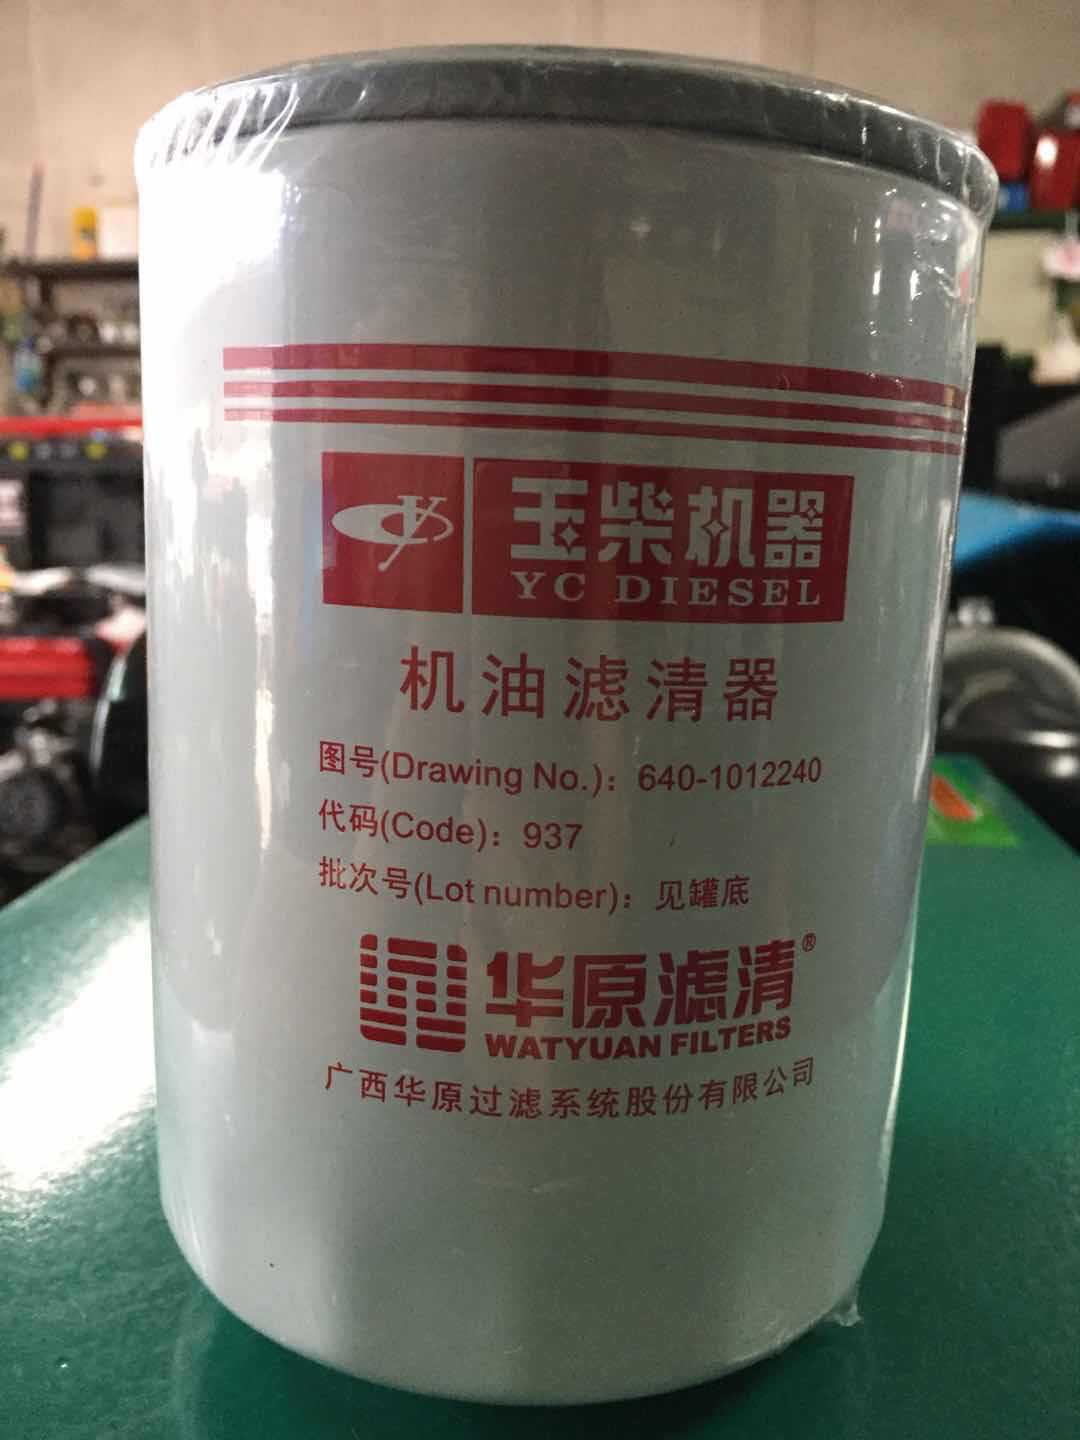 玉柴机器
YC DIESEL
机油滤清器
图号(Drawing No.): 640-1012240
代码(Code): 937
批次号(Lot number): 见罐底
华原滤清®
WATYUAN FILTERS
广西华原过滤系统股份有限公司